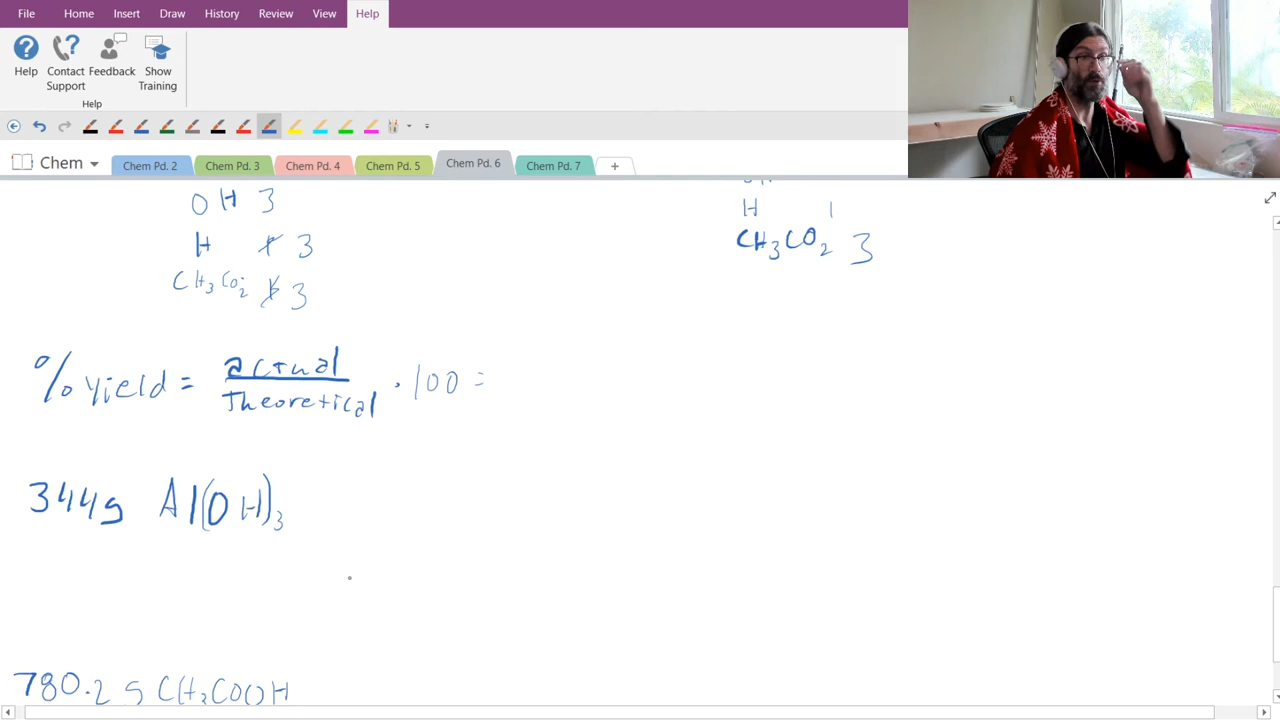 File Home Insert Draw History Review View Help
Help Contact Support Feedback Show Training
Help
Chem Chem Pd. 2 Chem Pd. 3 Chem Pd. 4 Chem Pd. 5 Chem Pd. 6 Chem Pd. 7 +
OH 3
H 3
CH3CO2 3
H 1
CH3CO2 3
% yield = actual / Theoretical · 100 =
344g Al(OH)3
780.2 g CH3COOH